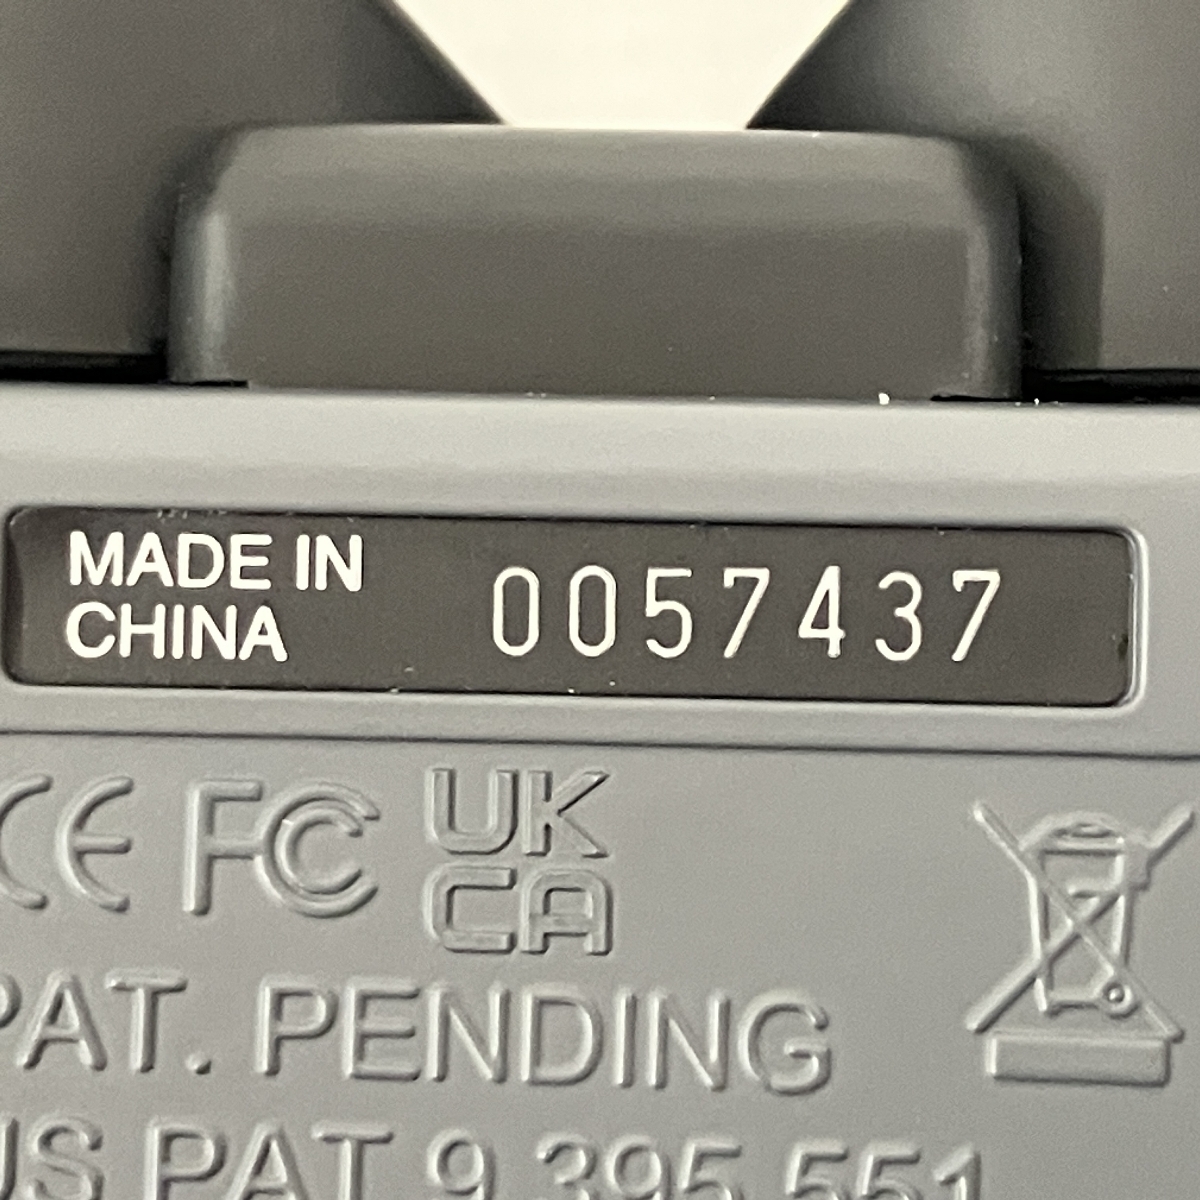 MADE IN
CHINA
0057437
CE FC
UK
CA
PAT. PENDING
US PAT 9,395,551